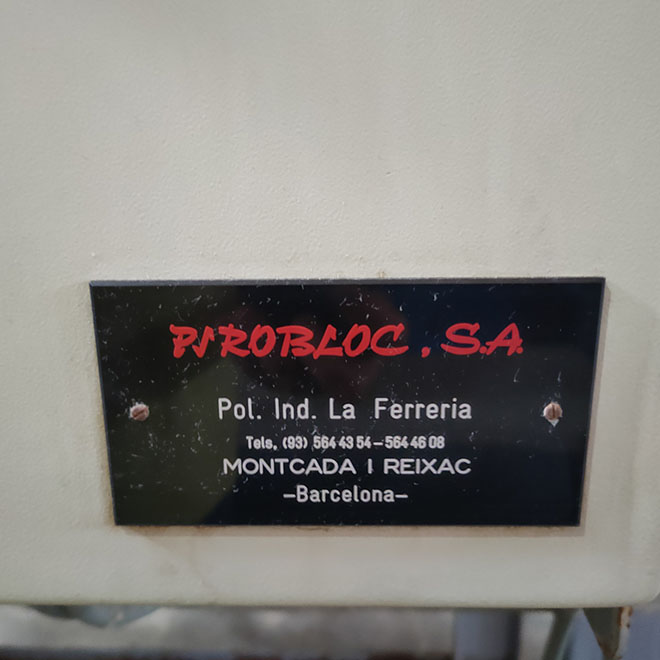 PIROBLOC, S.A.
Pol. Ind. La Ferreria
Tels. (93) 564 43 54 – 564 46 08
MONTCADA I REIXAC
–Barcelona–